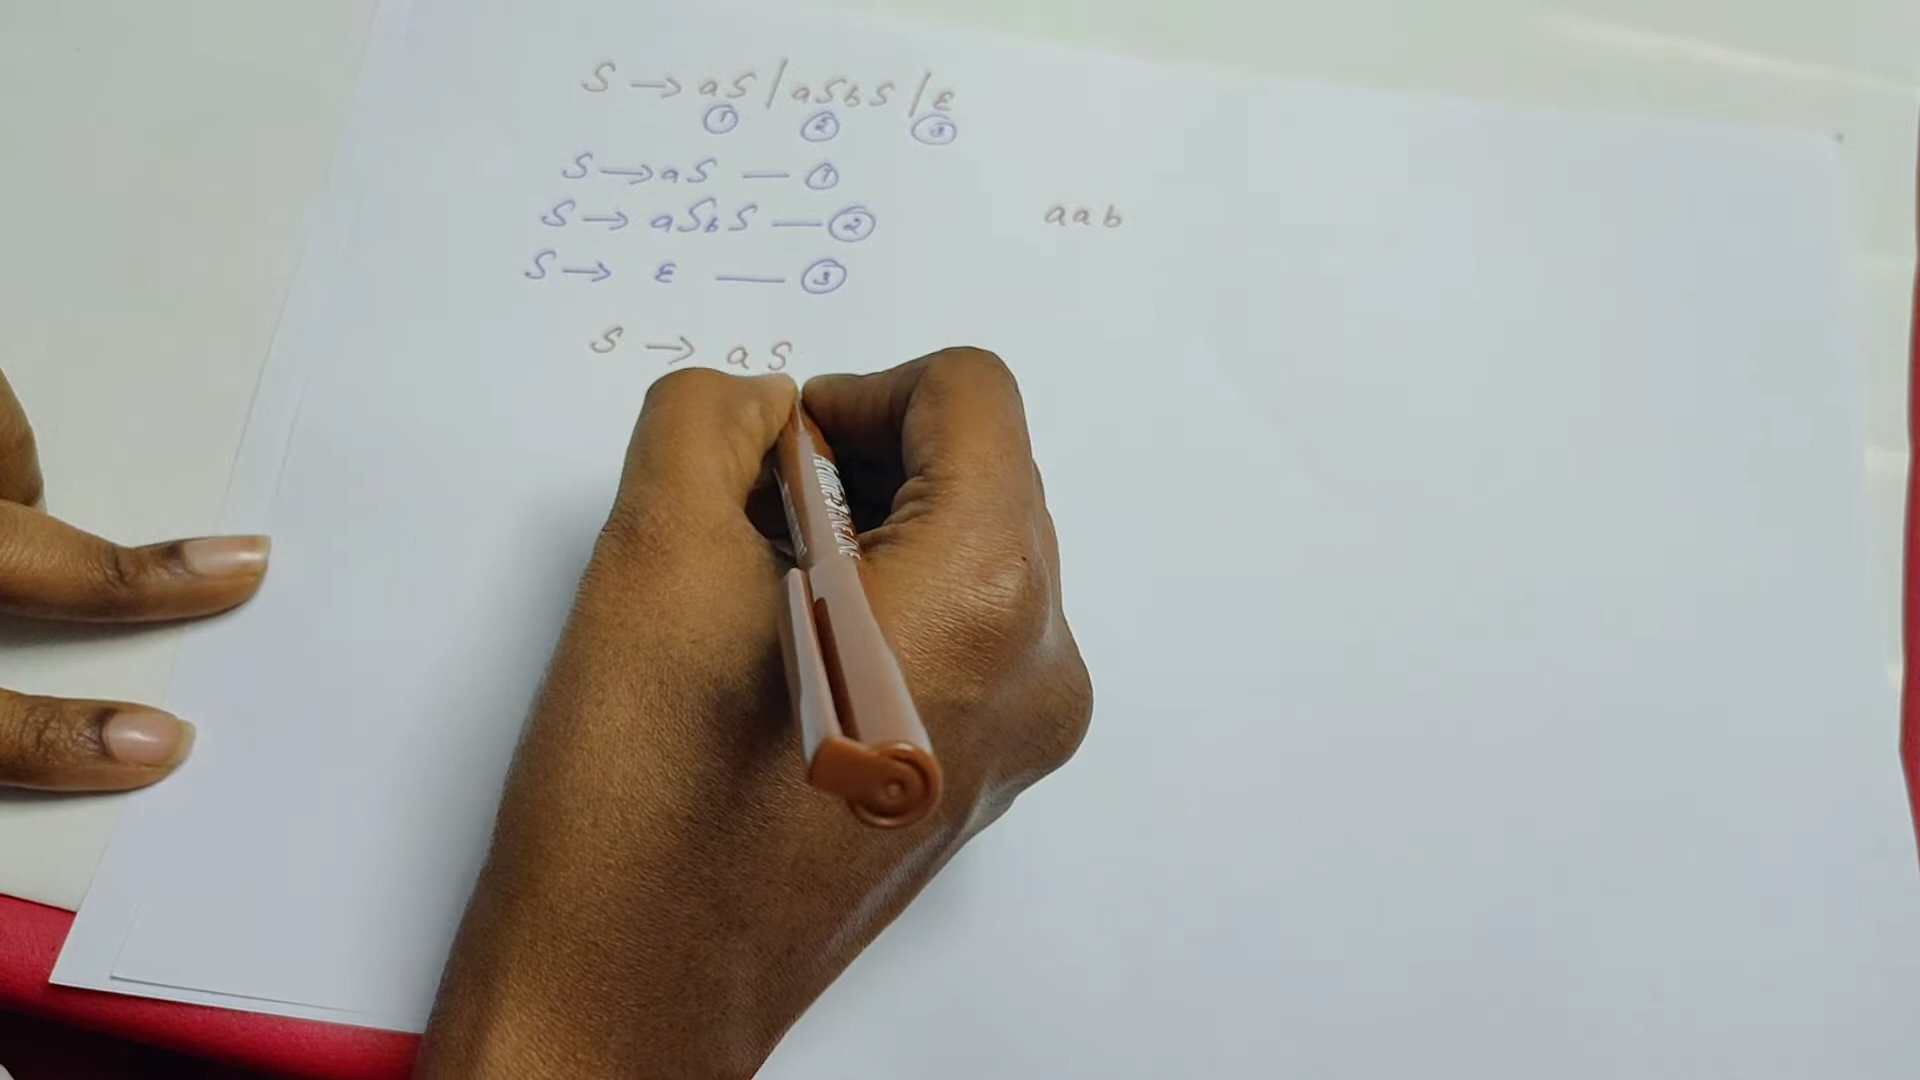 S → aS / aSbS / ε
① ② ③
S → aS — ①
S → aSbS — ②
aab
S → ε — ③
S → aS